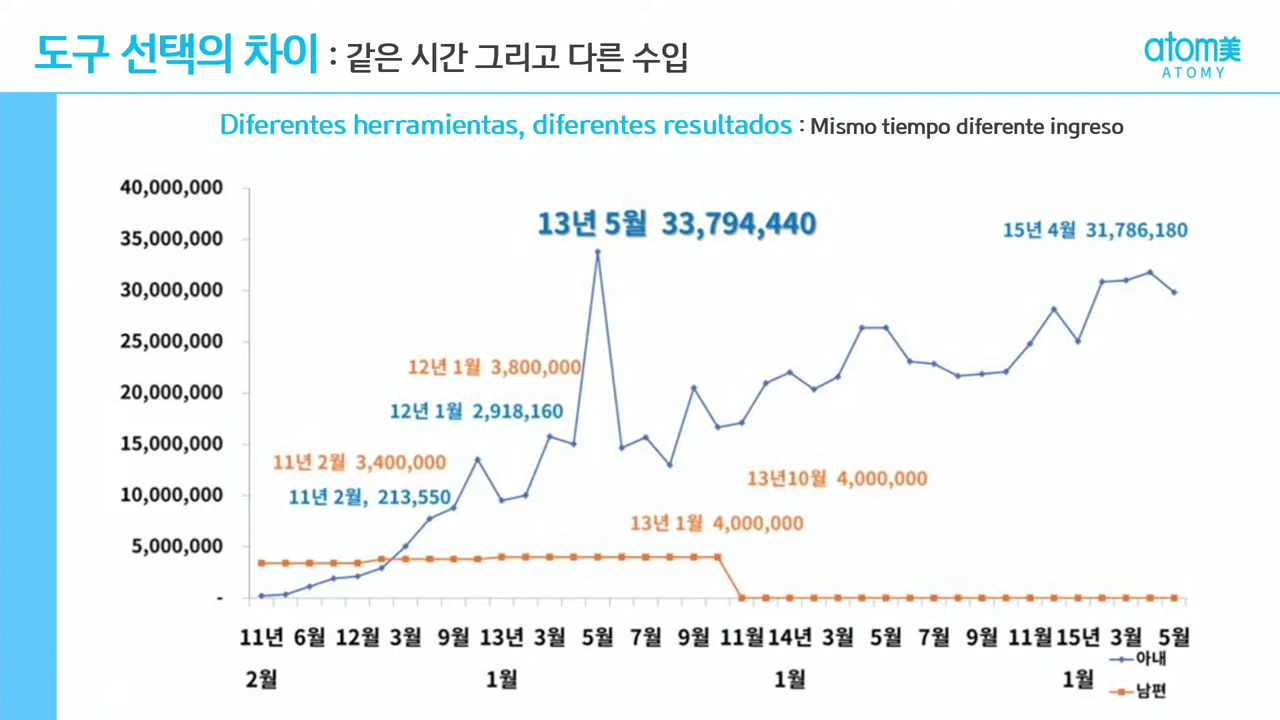 도구 선택의 차이 : 같은 시간 그리고 다른 수입
atom美
ATOMY
Diferentes herramientas, diferentes resultados : Mismo tiempo diferente ingreso
40,000,000
35,000,000
30,000,000
25,000,000
20,000,000
15,000,000
10,000,000
5,000,000
-
13년 5월 33,794,440
15년 4월 31,786,180
12년 1월 3,800,000
12년 1월 2,918,160
11년 2월 3,400,000
11년 2월, 213,550
13년10월 4,000,000
13년 1월 4,000,000
11년 6월 12월 3월 9월 13년 3월 5월 7월 9월 11월 14년 3월 5월 7월 9월 11월 15년 3월 5월
2월 1월 1월 1월
아내
남편